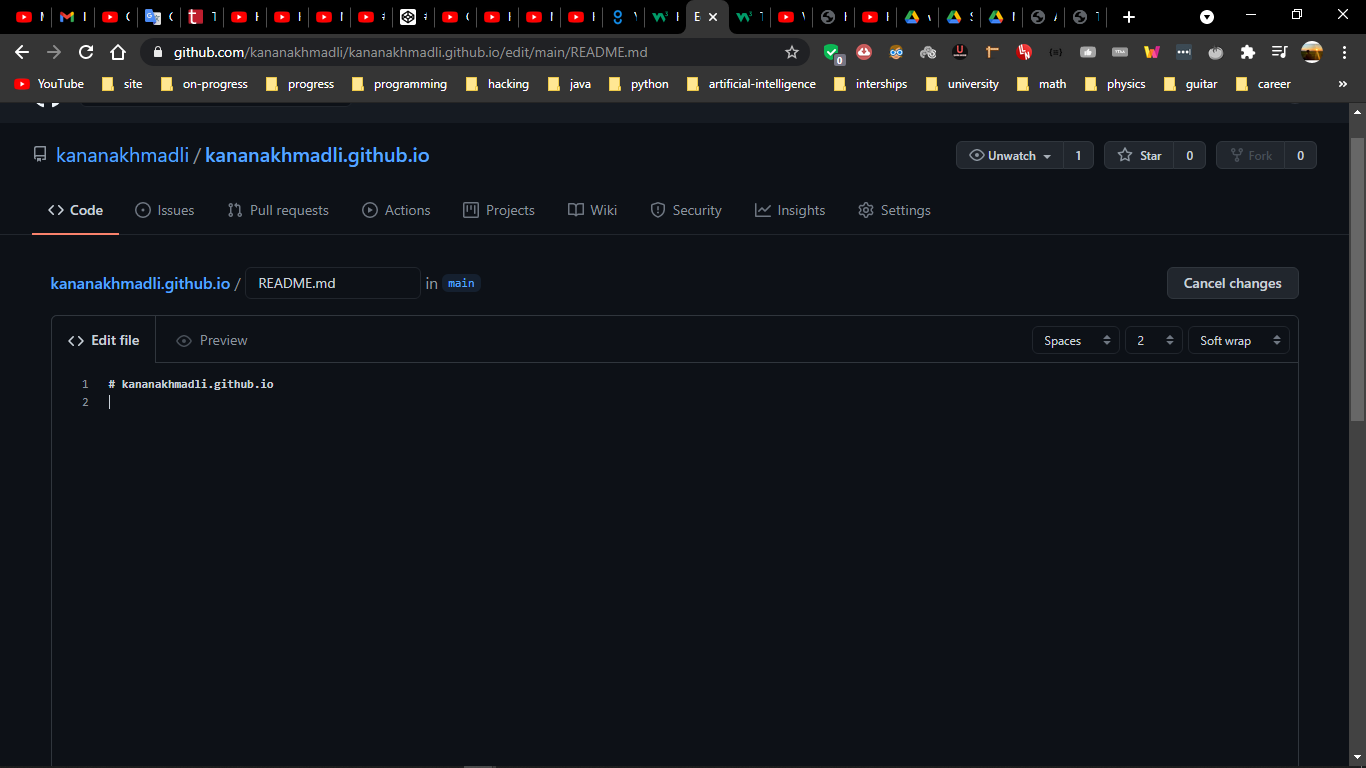 github.com/kananakhmadli/kananakhmadli.github.io/edit/main/README.md
YouTube site on-progress progress programming hacking java python artificial-intelligence interships university math physics guitar career »
kananakhmadli / kananakhmadli.github.io Unwatch 1 Star 0 Fork 0
<> Code Issues Pull requests Actions Projects Wiki Security Insights Settings
kananakhmadli.github.io / README.md in main Cancel changes
<> Edit file Preview Spaces 2 Soft wrap
1 # kananakhmadli.github.io
2